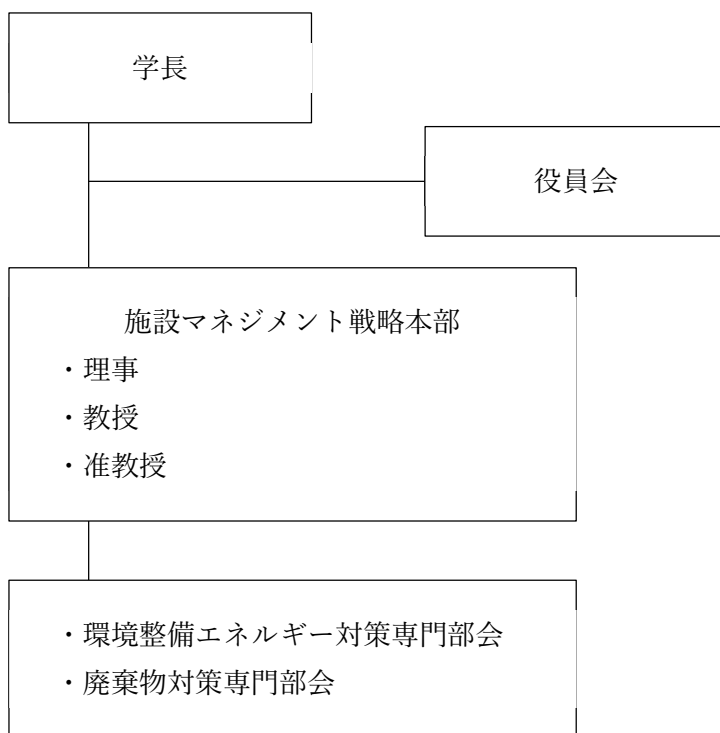 学長
役員会
施設マネジメント戦略本部
・理事
・教授
・准教授
・環境整備エネルギー対策専門部会
・廃棄物対策専門部会